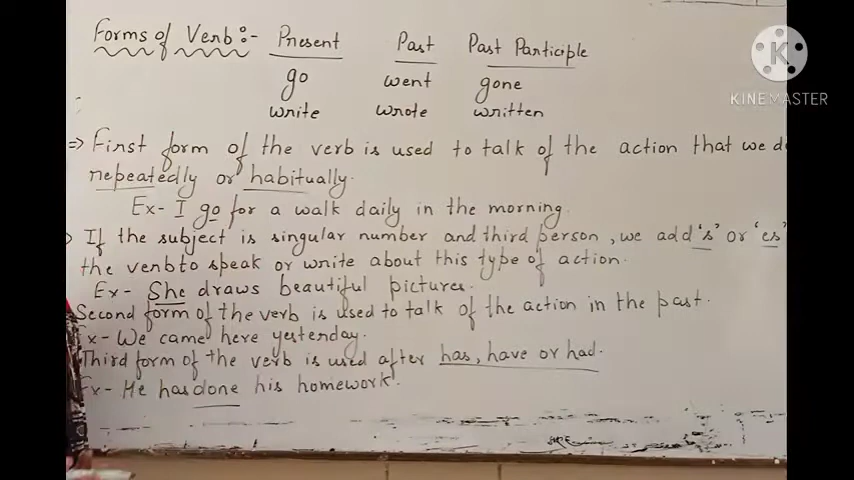 Forms of Verb:- Present Past Past Participle
go went gone
write wrote written
=> First form of the verb is used to talk of the action that we do
repeatedly or habitually.
Ex- I go for a walk daily in the morning.
If the subject is singular number and third person, we add 's' or 'es'
the verb to speak or write about this type of action.
Ex- She draws beautiful pictures.
Second form of the verb is used to talk of the action in the past.
Ex- We came here yesterday.
Third form of the verb is used after has, have or had.
Ex- He has done his homework.
K
KINEMASTER